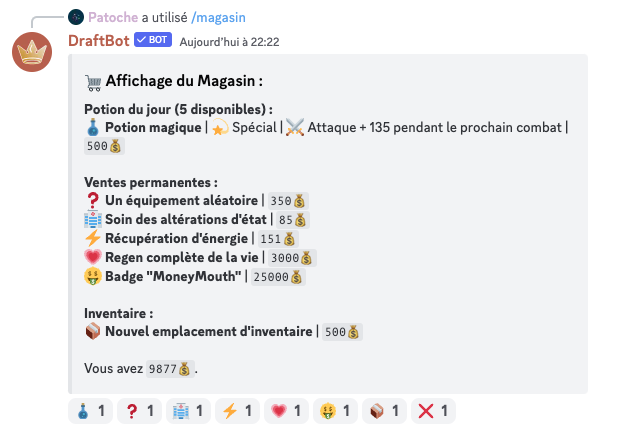 Patoche a utilisé /magasin
DraftBot ✓ BOT Aujourd'hui à 22:22
🛒 Affichage du Magasin :
Potion du jour (5 disponibles) :
Potion magique | 💫 Spécial | ⚔️ Attaque + 135 pendant le prochain combat |
500💰
Ventes permanentes :
❓ Un équipement aléatoire | 350💰
🏥 Soin des altérations d'état | 85💰
⚡ Récupération d'énergie | 151💰
💗 Regen complète de la vie | 3000💰
🤑 Badge "MoneyMouth" | 25000💰
Inventaire :
📦 Nouvel emplacement d'inventaire | 500💰
Vous avez 9877💰.
1 ❓ 1 🏥 1 ⚡ 1 💗 1 🤑 1 📦 1 ❌ 1